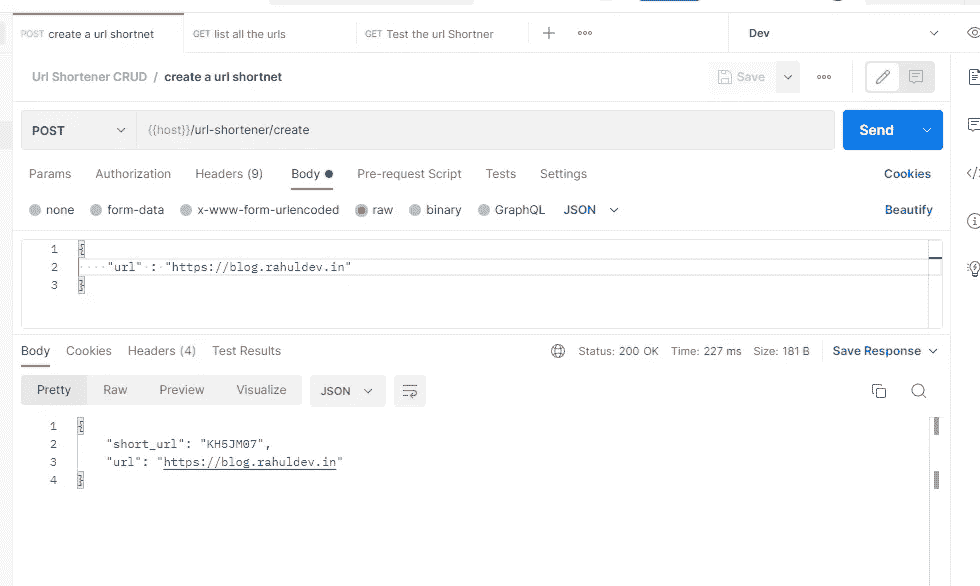 POST create a url shortnet GET list all the urls GET Test the url Shortner Dev
Url Shortener CRUD / create a url shortnet Save
POST {{host}}/url-shortener/create Send
Params Authorization Headers (9) Body Pre-request Script Tests Settings Cookies
none form-data x-www-form-urlencoded raw binary GraphQL JSON Beautify
1 {
2 ····"url"·:·"https://blog.rahuldev.in"
3 }
Body Cookies Headers (4) Test Results Status: 200 OK Time: 227 ms Size: 181 B Save Response
Pretty Raw Preview Visualize JSON
1 {
2 "short_url": "KH5JM07",
3 "url": "https://blog.rahuldev.in"
4 }